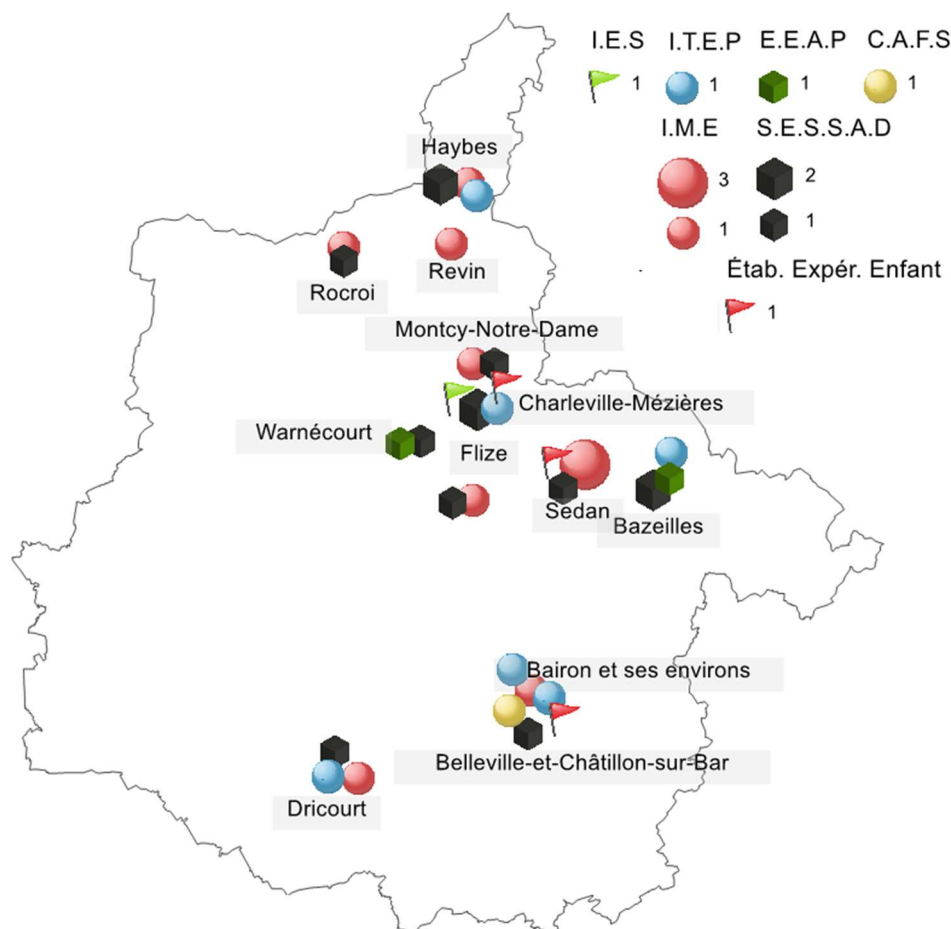 I.E.S I.T.E.P E.E.A.P C.A.F.S
1 1 1 1
I.M.E S.E.S.S.A.D
3 2
1 1
Étab. Expér. Enfant
1
Haybes
Rocroi
Revin
Montcy-Notre-Dame
Charleville-Mézières
Warnécourt
Flize
Sedan
Bazeilles
Bairon et ses environs
Belleville-et-Châtillon-sur-Bar
Dricourt